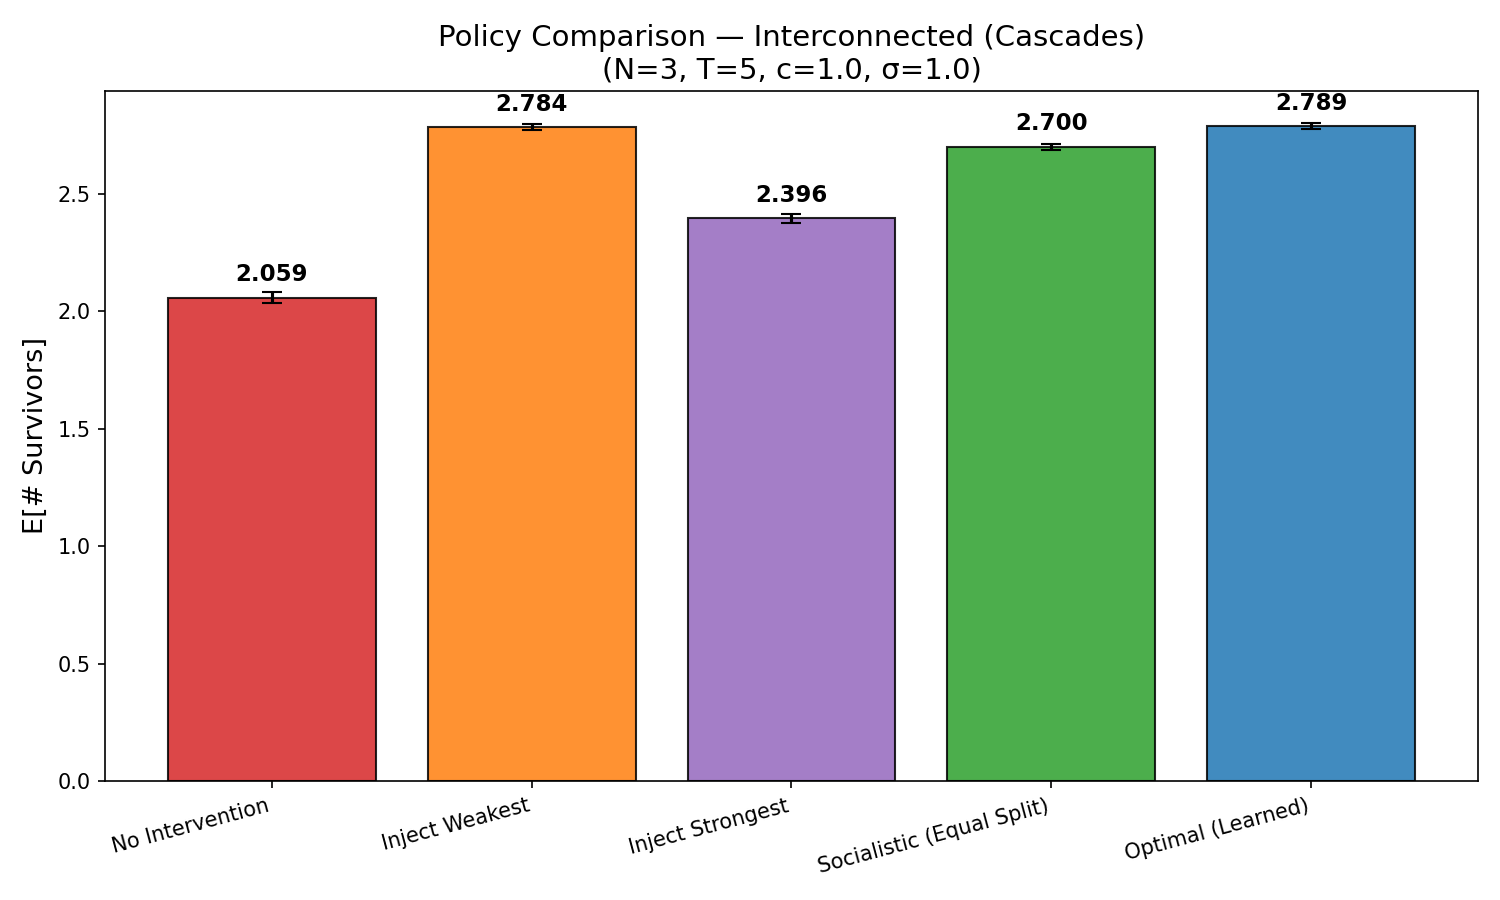 Policy Comparison — Interconnected (Cascades)
(N=3, T=5, c=1.0, σ=1.0)
E[# Survivors]
2.5
2.0
1.5
1.0
0.5
0.0
2.059
2.784
2.396
2.700
2.789
No Intervention
Inject Weakest
Inject Strongest
Socialistic (Equal Split)
Optimal (Learned)